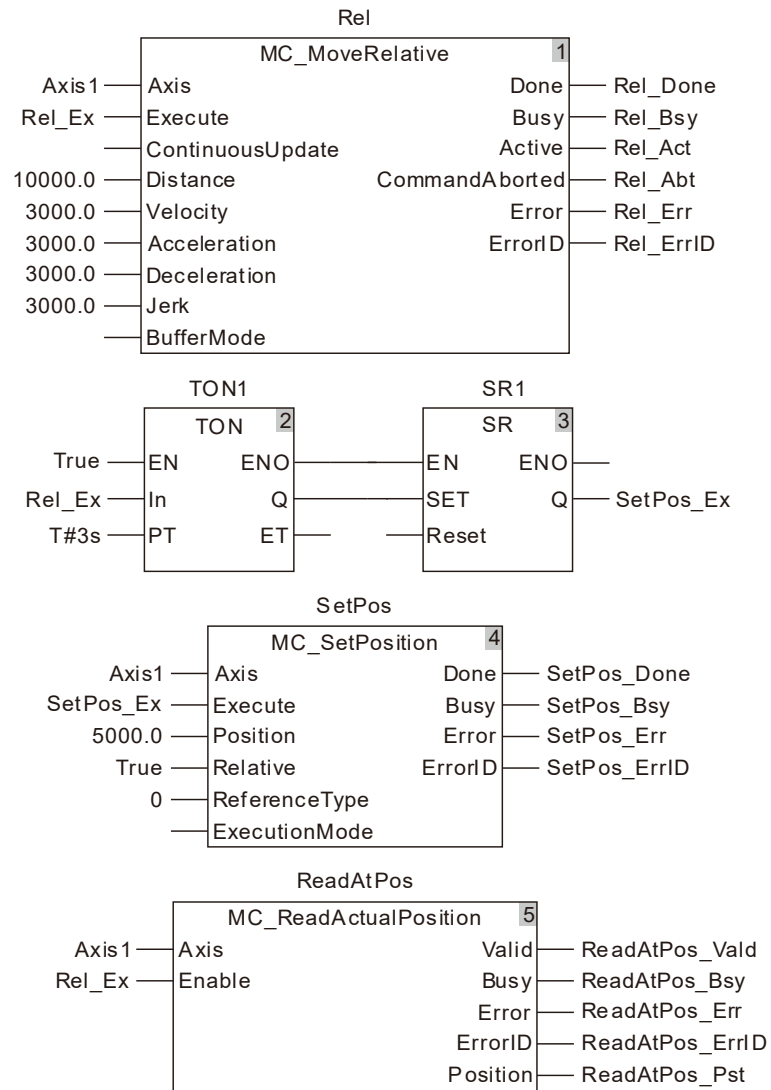 Rel
MC_MoveRelative 1
Axis1 Axis Done Rel_Done
Rel_Ex Execute Busy Rel_Bsy
ContinuousUpdate Active Rel_Act
10000.0 Distance CommandAborted Rel_Abt
3000.0 Velocity Error Rel_Err
3000.0 Acceleration ErrorID Rel_ErrID
3000.0 Deceleration
3000.0 Jerk
BufferMode
TON1 SR1
TON 2 SR 3
True EN ENO EN ENO
Rel_Ex In Q SET Q SetPos_Ex
T#3s PT ET Reset
SetPos
MC_SetPosition 4
Axis1 Axis Done SetPos_Done
SetPos_Ex Execute Busy SetPos_Bsy
5000.0 Position Error SetPos_Err
True Relative ErrorID SetPos_ErrID
0 ReferenceType
ExecutionMode
ReadAtPos
MC_ReadActualPosition 5
Axis1 Axis Valid ReadAtPos_Vald
Rel_Ex Enable Busy ReadAtPos_Bsy
Error ReadAtPos_Err
ErrorID ReadAtPos_ErrID
Position ReadAtPos_Pst